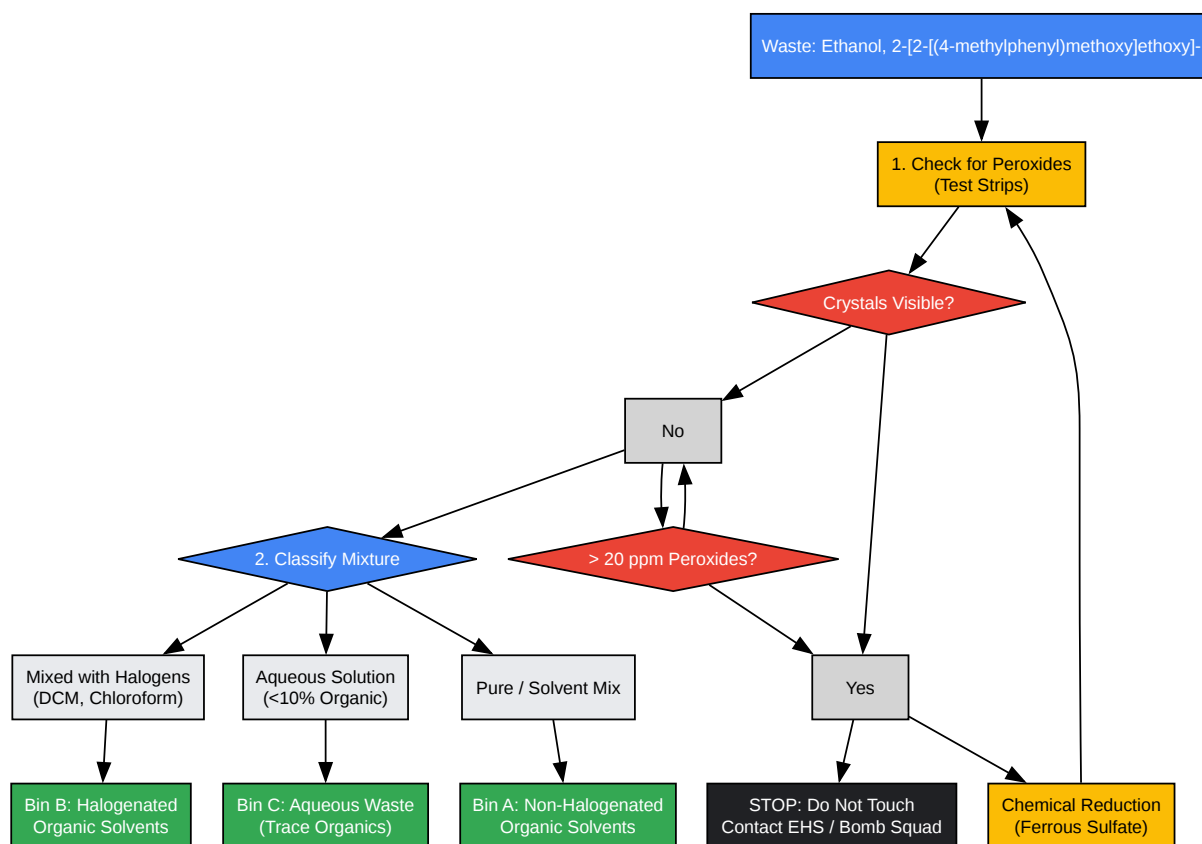 Waste: Ethanol, 2-[2-[(4-methylphenyl)methoxy]ethoxy]-
1. Check for Peroxides
(Test Strips)
Crystals Visible?
No
2. Classify Mixture
> 20 ppm Peroxides?
Mixed with Halogens
(DCM, Chloroform)
Aqueous Solution
(<10% Organic)
Pure / Solvent Mix
Yes
Bin B: Halogenated
Organic Solvents
Bin C: Aqueous Waste
(Trace Organics)
Bin A: Non-Halogenated
Organic Solvents
STOP: Do Not Touch
Contact EHS / Bomb Squad
Chemical Reduction
(Ferrous Sulfate)